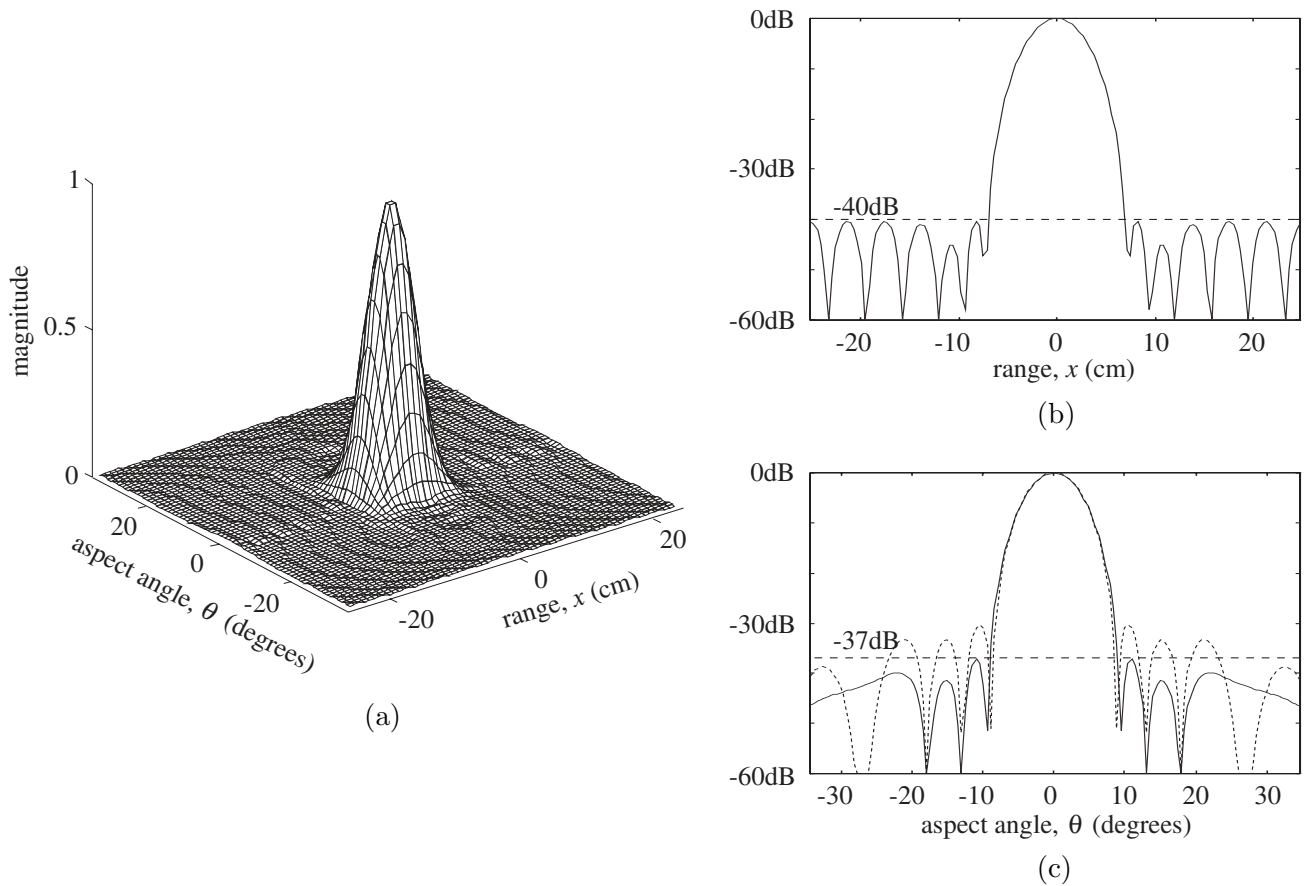 1
0.5
0
magnitude
20
0
-20
aspect angle, θ (degrees)
-20
0
20
range, x (cm)
(a)
0dB
-30dB
-40dB
-60dB
-20
-10
0
10
20
range, x (cm)
(b)
0dB
-30dB
-37dB
-60dB
-30
-20
-10
0
10
20
30
aspect angle, θ (degrees)
(c)